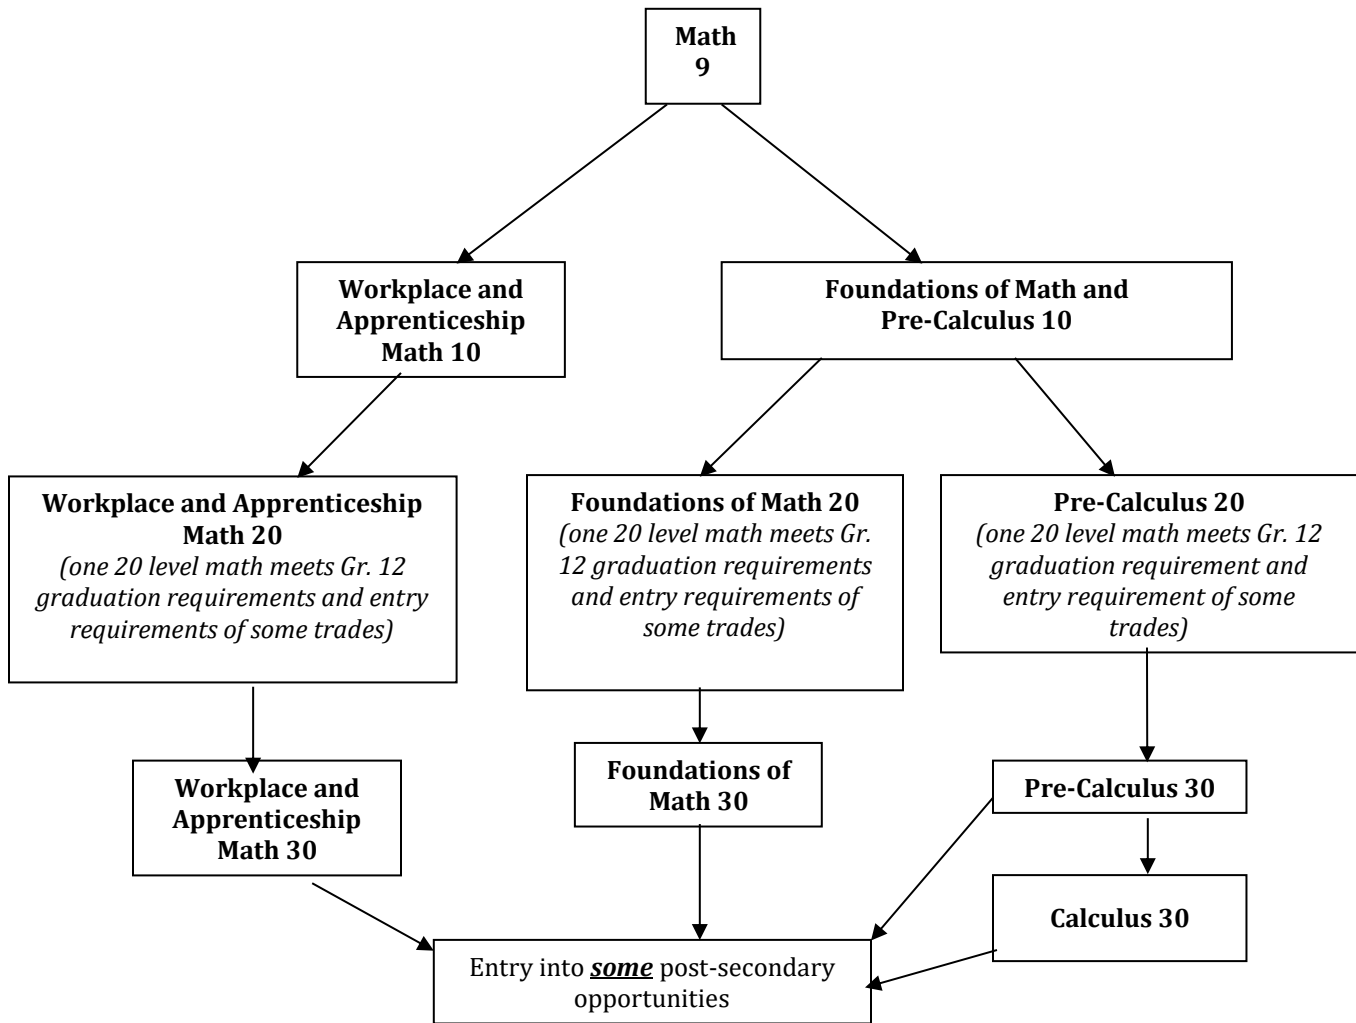 Math
9
Workplace and
Apprenticeship
Math 10
Foundations of Math and
Pre-Calculus 10
Workplace and Apprenticeship
Math 20
(one 20 level math meets Gr. 12
graduation requirements and entry
requirements of some trades)
Foundations of Math 20
(one 20 level math meets Gr.
12 graduation requirements
and entry requirements of
some trades)
Pre-Calculus 20
(one 20 level math meets Gr. 12
graduation requirement and
entry requirement of some
trades)
Workplace and
Apprenticeship
Math 30
Foundations of
Math 30
Pre-Calculus 30
Calculus 30
Entry into some post-secondary
opportunities